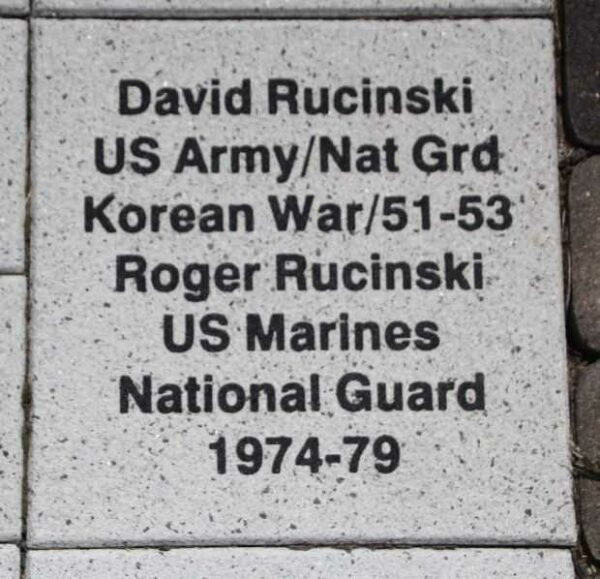 David Rucinski
US Army/Nat Grd
Korean War/51-53
Roger Rucinski
US Marines
National Guard
1974-79